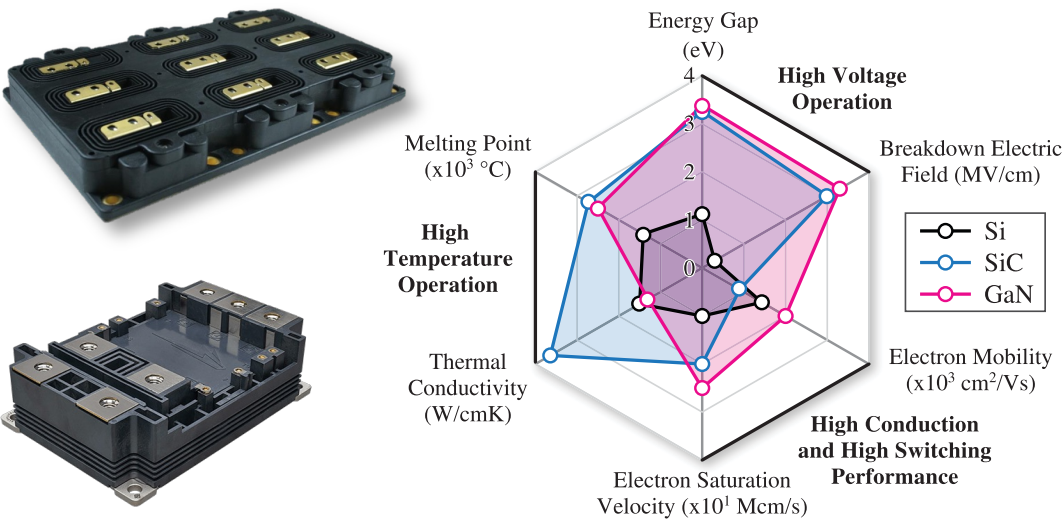 Energy Gap
(eV)
High Voltage
Operation
4
3
2
1
0
Melting Point
(x10³ °C)
Breakdown Electric
Field (MV/cm)
High
Temperature
Operation
Si
SiC
GaN
Thermal
Conductivity
(W/cmK)
Electron Mobility
(x10³ cm²/Vs)
High Conduction
and High Switching
Performance
Electron Saturation
Velocity (x10¹ Mcm/s)